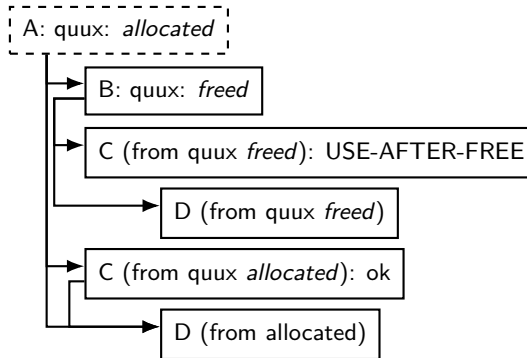 A: quux: allocated
B: quux: freed
C (from quux freed): USE-AFTER-FREE
D (from quux freed)
C (from quux allocated): ok
D (from allocated)